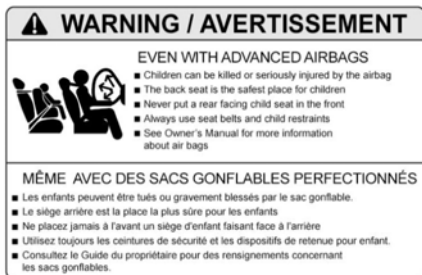 WARNING / AVERTISSEMENT
EVEN WITH ADVANCED AIRBAGS
■ Children can be killed or seriously injured by the airbag
■ The back seat is the safest place for children
■ Never put a rear facing child seat in the front
■ Always use seat belts and child restraints
■ See Owner's Manual for more information
about air bags
MÊME AVEC DES SACS GONFLABLES PERFECTIONNÉS
■ Les enfants peuvent être tués ou gravement blessés par le sac gonflable.
■ Le siège arrière est la place la plus sûre pour les enfants
■ Ne placez jamais à l'avant un siège d'enfant faisant face à l'arrière
■ Utilisez toujours les ceintures de sécurité et les dispositifs de retenue pour enfant.
■ Consultez le Guide du propriétaire pour des renseignements concernant
les sacs gonflables.